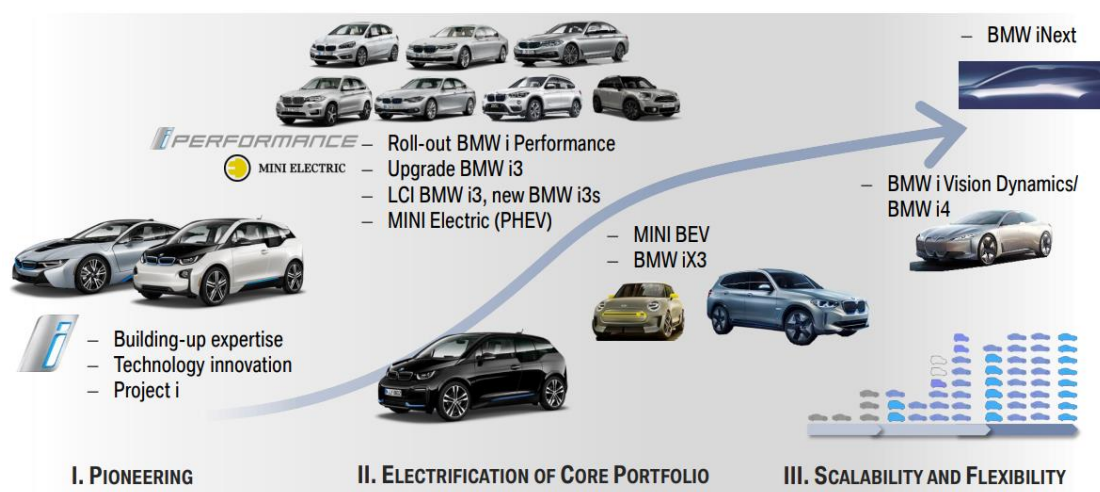 – BMW iNext
i PERFORMANCE
MINI ELECTRIC
– Roll-out BMW i Performance
– Upgrade BMW i3
– LCI BMW i3, new BMW i3s
– MINI Electric (PHEV)
– BMW i Vision Dynamics/
BMW i4
– MINI BEV
– BMW iX3
i
– Building-up expertise
– Technology innovation
– Project i
I. PIONEERING
II. ELECTRIFICATION OF CORE PORTFOLIO
III. SCALABILITY AND FLEXIBILITY